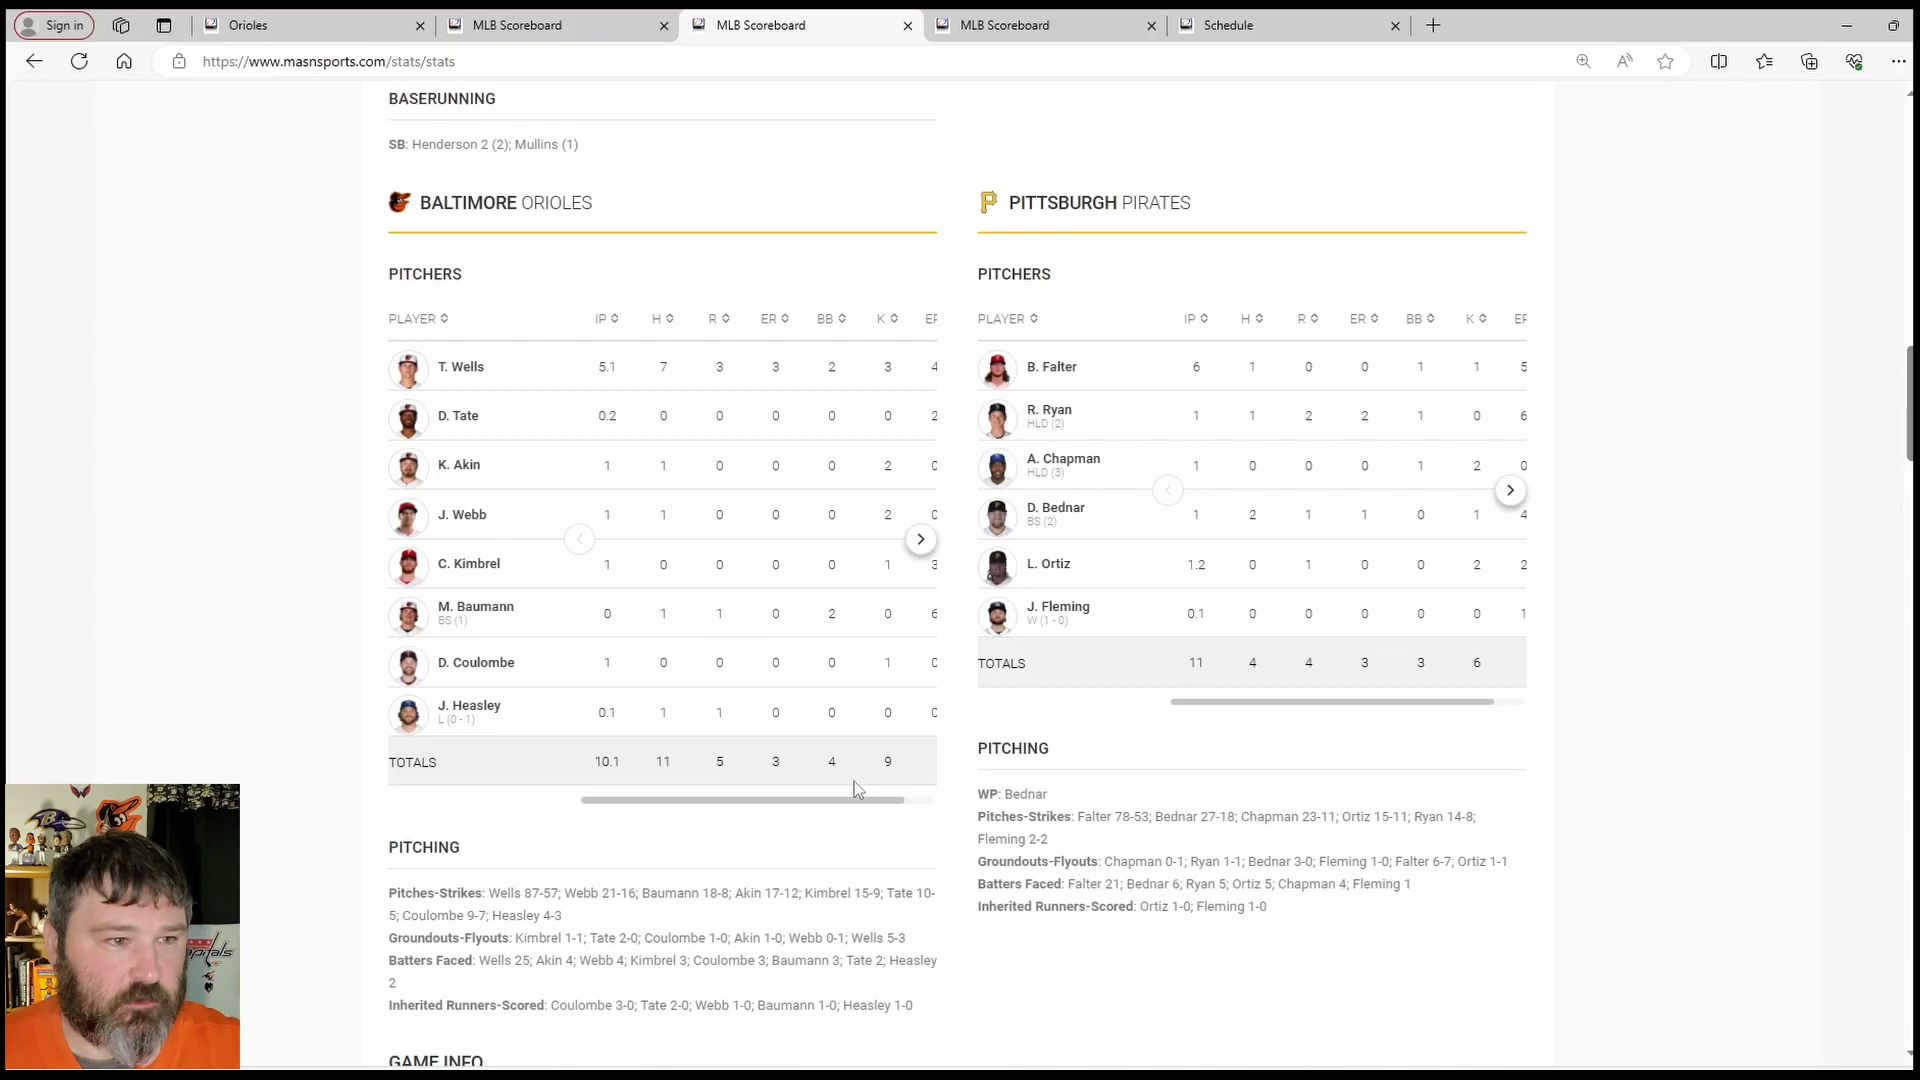 Sign in
Orioles
MLB Scoreboard
MLB Scoreboard
MLB Scoreboard
Schedule
https://www.masnsports.com/stats/stats
BASERUNNING
SB: Henderson 2 (2); Mullins (1)
BALTIMORE ORIOLES
PITCHERS
PLAYER IP H R ER BB K
T. Wells 5.1 7 3 3 2 3 4
D. Tate 0.2 0 0 0 0 0 2
K. Akin 1 1 0 0 0 2 0
J. Webb 1 1 0 0 0 2 0
C. Kimbrel 1 0 0 0 0 1 3
M. Baumann 0 1 1 0 2 0 6
BS (1)
D. Coulombe 1 0 0 0 0 1 0
J. Heasley 0.1 1 1 0 0 0 0
L (0 - 1)
TOTALS 10.1 11 5 3 4 9
PITCHING
Pitches-Strikes: Wells 87-57; Webb 21-16; Baumann 18-8; Akin 17-12; Kimbrel 15-9; Tate 10-
5; Coulombe 9-7; Heasley 4-3
Groundouts-Flyouts: Kimbrel 1-1; Tate 2-0; Coulombe 1-0; Akin 1-0; Webb 0-1; Wells 5-3
Batters Faced: Wells 25; Akin 4; Webb 4; Kimbrel 3; Coulombe 3; Baumann 3; Tate 2; Heasley
2
Inherited Runners-Scored: Coulombe 3-0; Tate 2-0; Webb 1-0; Baumann 1-0; Heasley 1-0
GAME INFO
PITTSBURGH PIRATES
PITCHERS
PLAYER IP H R ER BB K
B. Falter 6 1 0 0 1 1 5
R. Ryan 1 1 2 2 1 0 6
HLD (2)
A. Chapman 1 0 0 0 1 2 0
HLD (3)
D. Bednar 1 2 1 1 0 1 4
BS (2)
L. Ortiz 1.2 0 1 0 0 2 2
J. Fleming 0.1 0 0 0 0 0 1
W (1 - 0)
TOTALS 11 4 4 3 3 6
PITCHING
WP: Bednar
Pitches-Strikes: Falter 78-53; Bednar 27-18; Chapman 23-11; Ortiz 15-11; Ryan 14-8;
Fleming 2-2
Groundouts-Flyouts: Chapman 0-1; Ryan 1-1; Bednar 3-0; Fleming 1-0; Falter 6-7; Ortiz 1-1
Batters Faced: Falter 21; Bednar 6; Ryan 5; Ortiz 5; Chapman 4; Fleming 1
Inherited Runners-Scored: Ortiz 1-0; Fleming 1-0